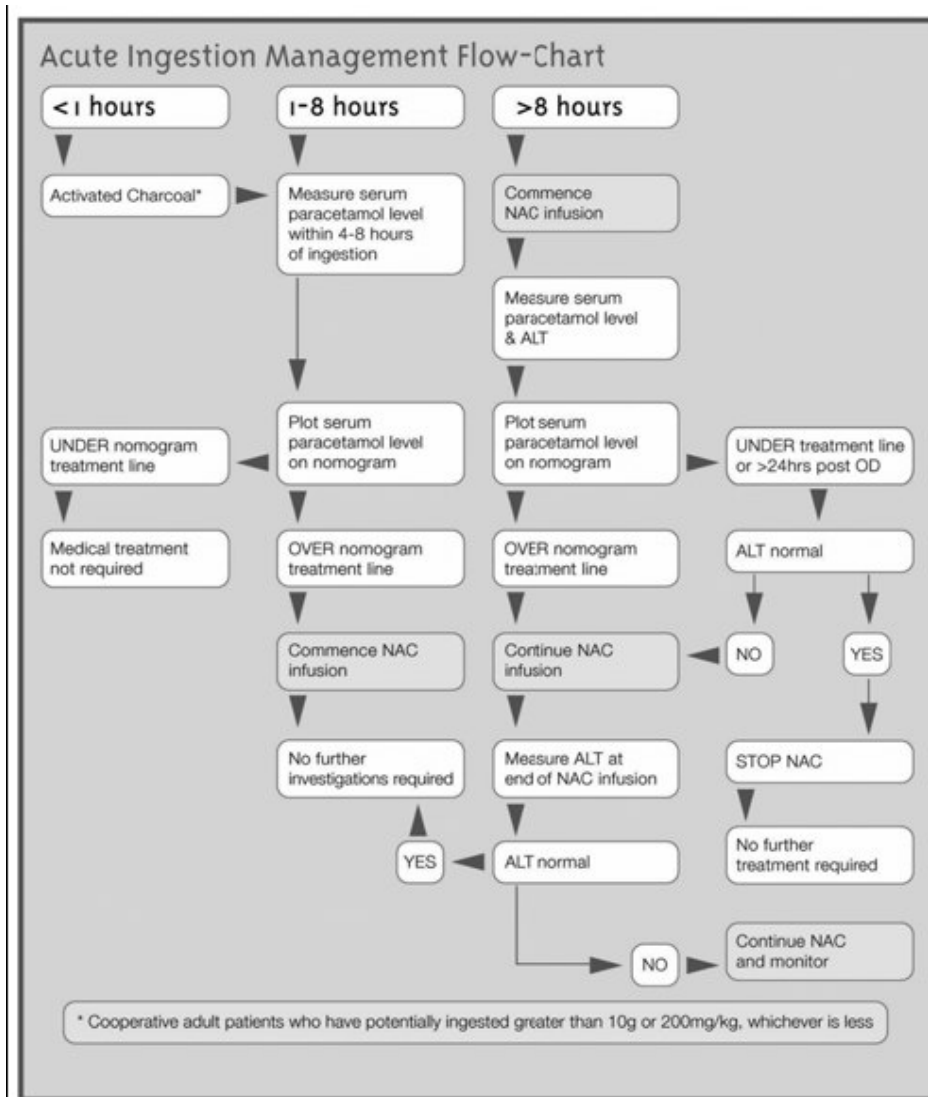 Acute Ingestion Management Flow-Chart
<1 hours
1-8 hours
>8 hours
Activated Charcoal*
Measure serum
paracetamol level
within 4-8 hours
of ingestion
Commence
NAC infusion
Measure serum
paracetamol level
& ALT
UNDER nomogram
treatment line
Plot serum
paracetamol level
on nomogram
Plot serum
paracetamol level
on nomogram
UNDER treatment line
or >24hrs post OD
Medical treatment
not required
OVER nomogram
treatment line
OVER nomogram
treatment line
ALT normal
Commence NAC
infusion
Continue NAC
infusion
NO
YES
No further
investigations required
Measure ALT at
end of NAC infusion
STOP NAC
YES
ALT normal
No further
treatment required
NO
Continue NAC
and monitor
* Cooperative adult patients who have potentially ingested greater than 10g or 200mg/kg, whichever is less